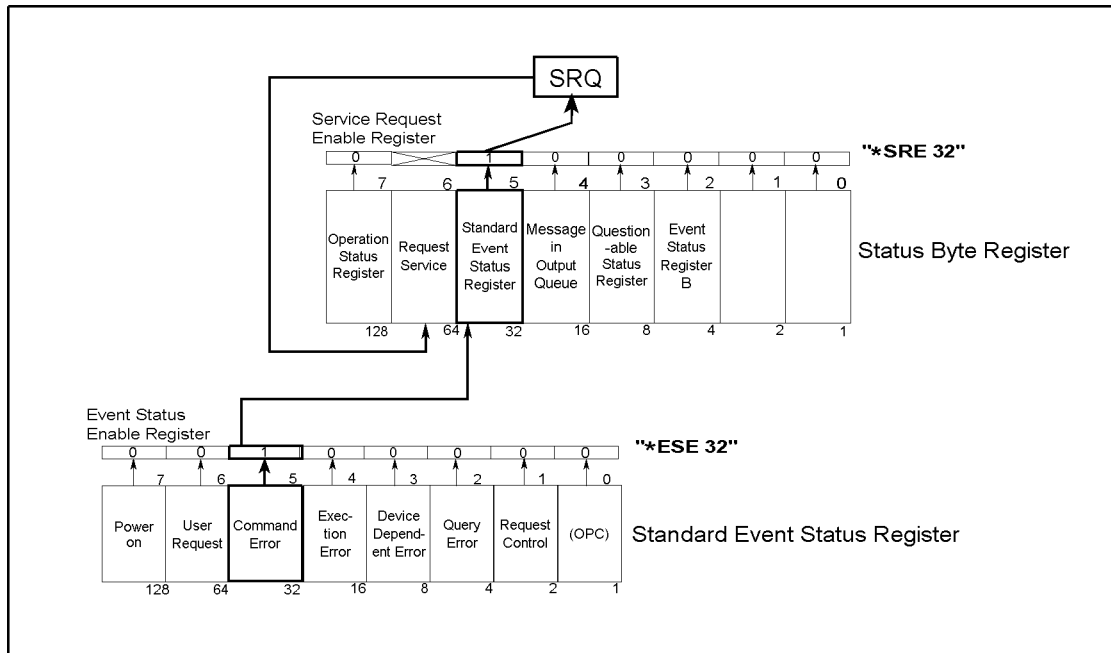 SRQ
Service Request
Enable Register
0 1 0 0 0 0 0
"*SRE 32"
7 6 5 4 3 2 1 0
Operation
Status
Register
Request
Service
Standard
Event
Status
Register
Message
in
Output
Queue
Question
-able
Status
Register
Event
Status
Register
B
Status Byte Register
128 64 32 16 8 4 2 1
Event Status
Enable Register
0 0 1 0 0 0 0 0
"*ESE 32"
7 6 5 4 3 2 1 0
Power
on
User
Request
Command
Error
Exec-
tion
Error
Device
Depend-
ent Error
Query
Error
Request
Control
(OPC)
Standard Event Status Register
128 64 32 16 8 4 2 1